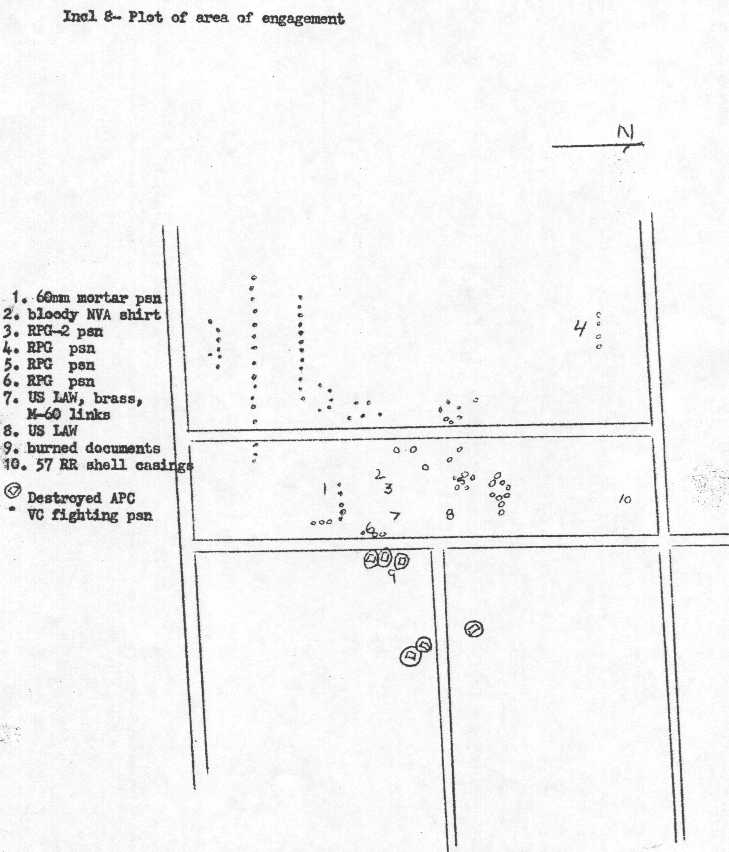 Incl 8- Plot of area of engagement
N
1. 60mm mortar psn
2. bloody NVA shirt
3. RPG-2 psn
4. RPG psn
5. RPG psn
6. RPG psn
7. US LAW, brass,
M-60 links
8. US LAW
9. burned documents
10. 57 RR shell casings
Destroyed APC
VC fighting psn
4
2
1
3
10
7
8
6
9